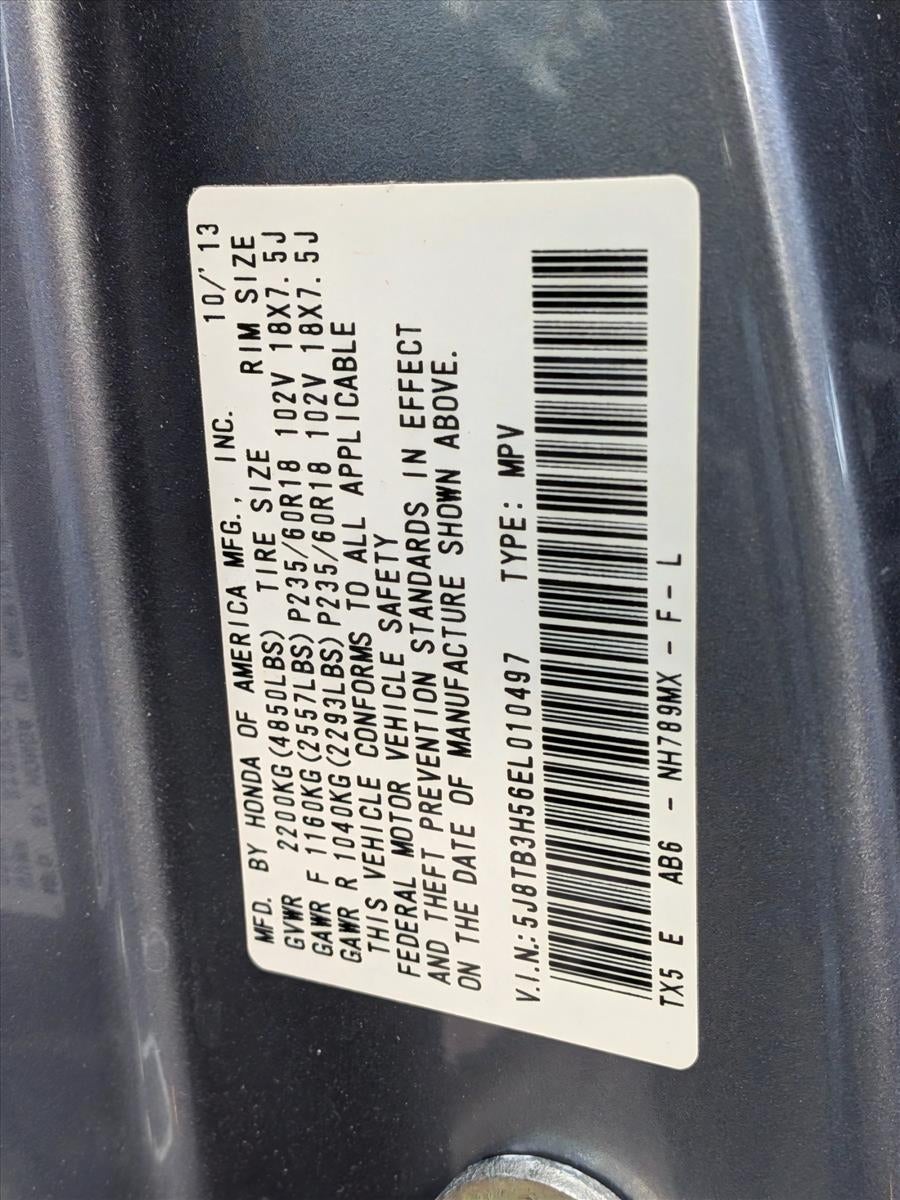 MFD. BY HONDA OF AMERICA MFG., INC. 10/'13
GVWR 2200KG(4850LBS) TIRE SIZE RIM SIZE
GAWR F 1160KG(2557LBS) P235/60R18 102V 18X7.5J
GAWR R 1040KG(2293LBS) P235/60R18 102V 18X7.5J
THIS VEHICLE CONFORMS TO ALL APPLICABLE
FEDERAL MOTOR VEHICLE SAFETY
AND THEFT PREVENTION STANDARDS IN EFFECT
ON THE DATE OF MANUFACTURE SHOWN ABOVE.
V.I.N.: 5J8TB3H56EL010497 TYPE: MPV
TX5 E AB6 - NH789MX - F - L